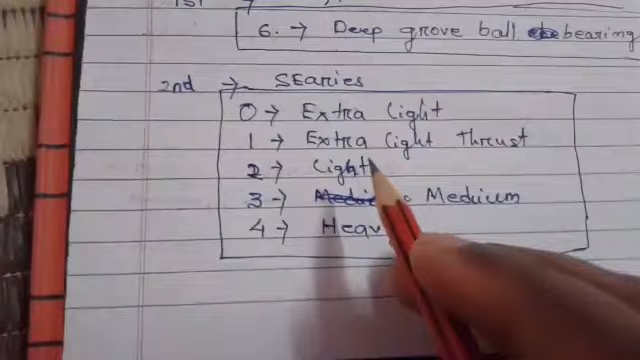 6. → Deep grove ball bearing
2nd → SEaries
0 → Extra Light
1 → Extra Light Thrust
2 → Light
3 → Medium
4 →